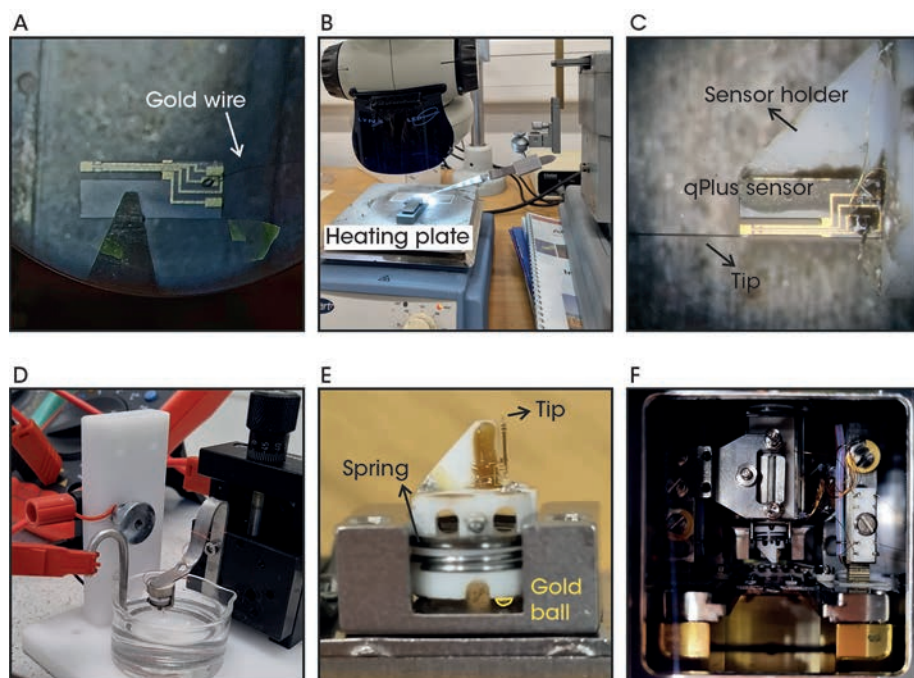 A
B
C
Gold wire
Heating plate
Sensor holder
qPlus sensor
Tip
D
E
F
Tip
Spring
Gold
ball